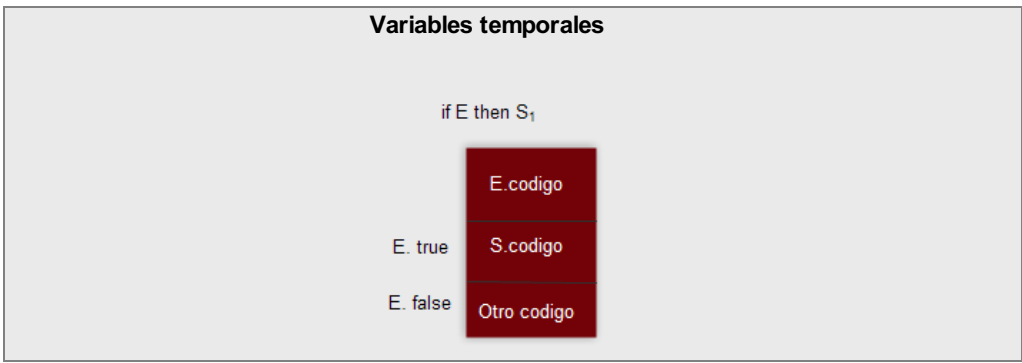 Variables temporales
if E then S₁
E.codigo
E. true S.codigo
E. false Otro codigo